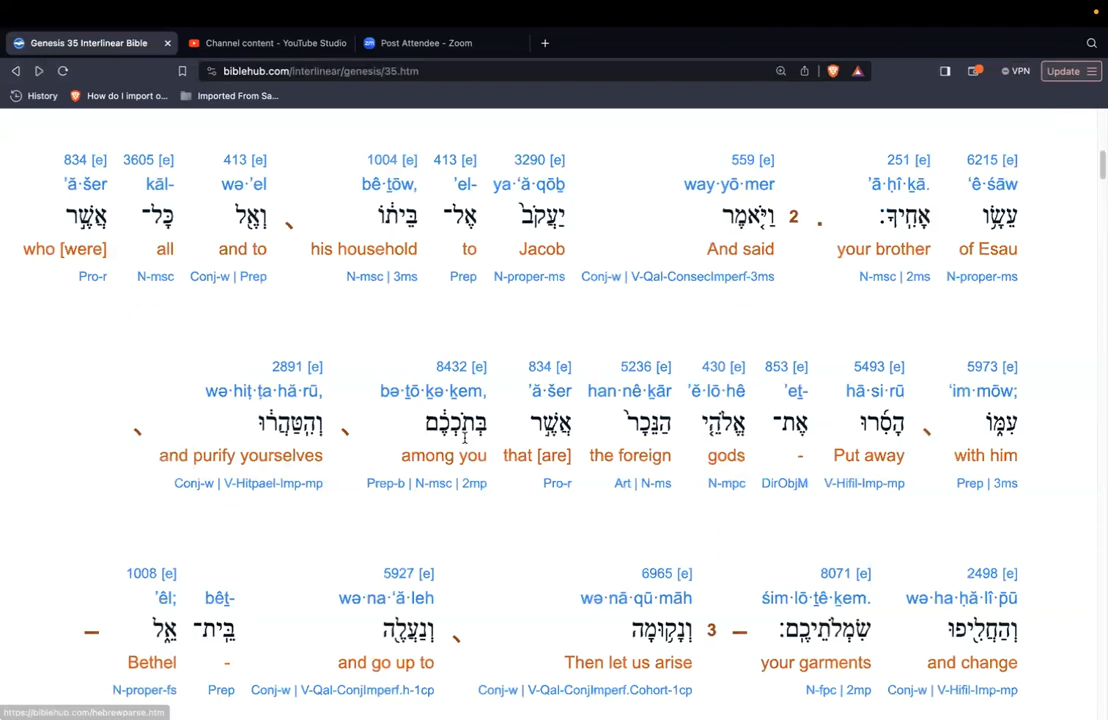 Genesis 35 Interlinear Bible × Channel content - YouTube Studio Post Attendee - Zoom +
biblehub.com/interlinear/genesis/35.htm VPN Update
History How do I import o... Imported From Sa...
834 [e] 3605 [e] 413 [e] 1004 [e] 413 [e] 3290 [e] 559 [e] 251 [e] 6215 [e]
’ă·šer kāl- wə·’el bê·ṯōw, ’el- ya·‘ă·qōḇ way·yō·mer ’ā·ḥî·ḵā. ‘ê·śāw
עֵשָׂ֥ו אָחִֽיךָ׃ . 2 וַיֹּ֤אמֶר יַעֲקֹב֙ אֶל־ בֵּית֔וֹ 、 וְאֶ֖ל כָּל־ אֲשֶׁ֣ר
who [were] all and to his household to Jacob And said your brother of Esau
Pro-r N-msc Conj-w | Prep N-msc | 3ms Prep N-proper-ms Conj-w | V-Qal-ConsecImperf-3ms N-msc | 2ms N-proper-ms
2891 [e] 8432 [e] 834 [e] 5236 [e] 430 [e] 853 [e] 5493 [e] 5973 [e]
wə·hiṭ·ṭa·hă·rū, bə·ṯō·ḵə·ḵem, ’ă·šer han·nê·ḵār ’ĕ·lō·hê ’eṯ- hā·si·rū ‘im·mōw;
עִמּ֑וֹ 、 הָסִ֜רוּ אֶת־ אֱלֹהֵ֤י הַנֵּכָר֙ אֲשֶׁ֣ר בְּתֹכְכֶ֔ם 、 וְהִֽטַּהֲר֔וּ 、
and purify yourselves among you that [are] the foreign gods - Put away with him
Conj-w | V-Hitpael-Imp-mp Prep-b | N-msc | 2mp Pro-r Art | N-ms N-mpc DirObjM V-Hifil-Imp-mp Prep | 3ms
1008 [e] 5927 [e] 6965 [e] 8071 [e] 2498 [e]
’êl; bêṯ- wə·na·‘ă·leh wə·nā·qū·māh śim·lō·ṯê·ḵem. wə·ha·ḥă·lî·p̄ū
וְהַחֲלִ֖יפוּ שִׂמְלֹתֵיכֶֽם׃ – 3 וְנָק֥וּמָה 、 וְנַעֲלֶ֖ה בֵּֽית־ אֵ֑ל –
Bethel - and go up to Then let us arise your garments and change
N-proper-fs Prep Conj-w | V-Qal-ConjImperf.h-1cp Conj-w | V-Qal-ConjImperf.Cohort-1cp N-fpc | 2mp Conj-w | V-Hifil-Imp-mp
https://biblehub.com/hebrewparse.htm